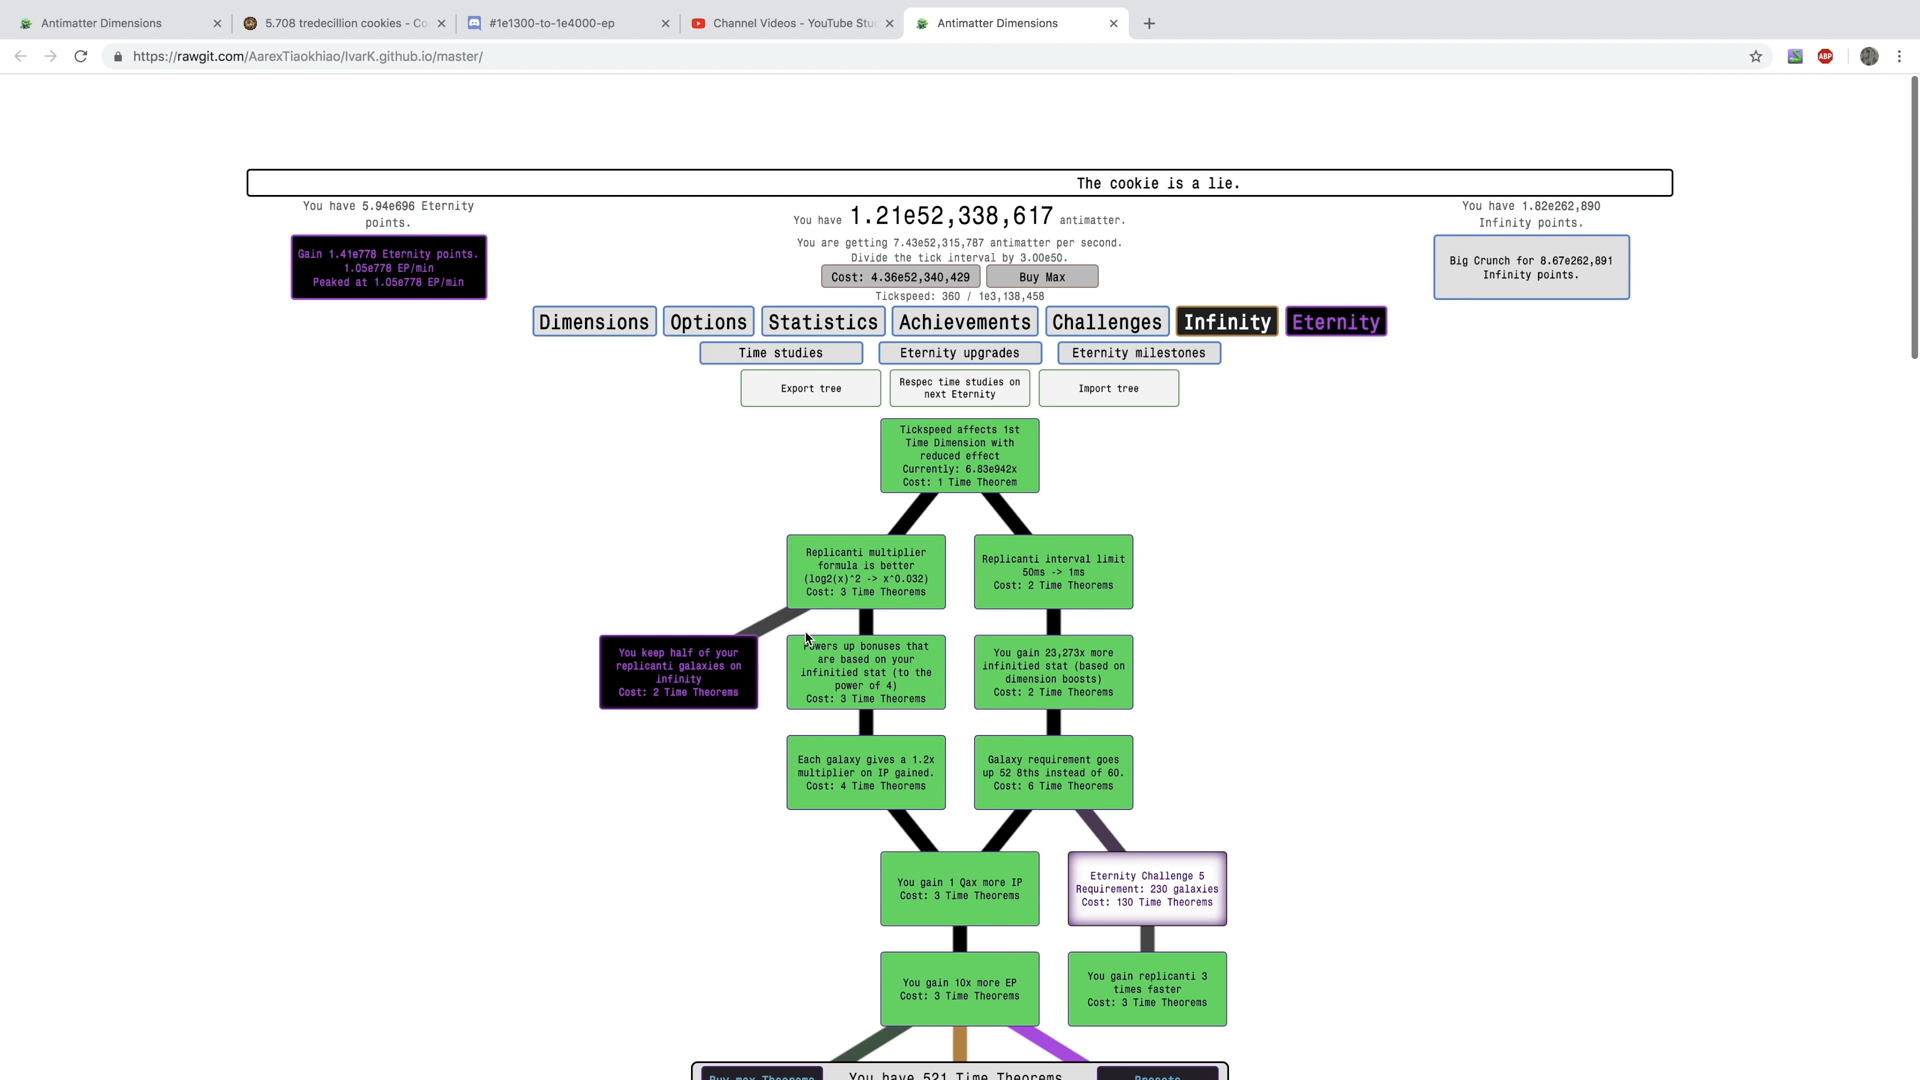 Antimatter Dimensions
5.708 tredecillion cookies - Co
#1e1300-to-1e4000-ep
Channel Videos - YouTube Stu
Antimatter Dimensions
https://rawgit.com/AarexTiaokhiao/IvarK.github.io/master/
ABP
The cookie is a lie.
You have 5.94e696 Eternity
points.
Gain 1.41e778 Eternity points.
1.05e778 EP/min
Peaked at 1.05e778 EP/min
You have 1.21e52,338,617 antimatter.
You are getting 7.43e52,315,787 antimatter per second.
Divide the tick interval by 3.00e50.
Cost: 4.36e52,340,429
Buy Max
Tickspeed: 360 / 1e3,138,458
You have 1.82e262,890
Infinity points.
Big Crunch for 8.67e262,891
Infinity points.
Dimensions
Options
Statistics
Achievements
Challenges
Infinity
Eternity
Time studies
Eternity upgrades
Eternity milestones
Export tree
Respec time studies on
next Eternity
Import tree
Tickspeed affects 1st
Time Dimension with
reduced effect
Currently: 6.83e942x
Cost: 1 Time Theorem
Replicanti multiplier
formula is better
(log2(x)^2 -> x^0.032)
Cost: 3 Time Theorems
Replicanti interval limit
50ms -> 1ms
Cost: 2 Time Theorems
You keep half of your
replicanti galaxies on
infinity
Cost: 2 Time Theorems
Powers up bonuses that
are based on your
infinitied stat (to the
power of 4)
Cost: 3 Time Theorems
You gain 23,273x more
infinitied stat (based on
dimension boosts)
Cost: 2 Time Theorems
Each galaxy gives a 1.2x
multiplier on IP gained.
Cost: 4 Time Theorems
Galaxy requirement goes
up 52 8ths instead of 60.
Cost: 6 Time Theorems
You gain 1 Qax more IP
Cost: 3 Time Theorems
Eternity Challenge 5
Requirement: 230 galaxies
Cost: 130 Time Theorems
You gain 10x more EP
Cost: 3 Time Theorems
You gain replicanti 3
times faster
Cost: 3 Time Theorems
Buy max Theorems
You have 521 Time Theorems
Presets